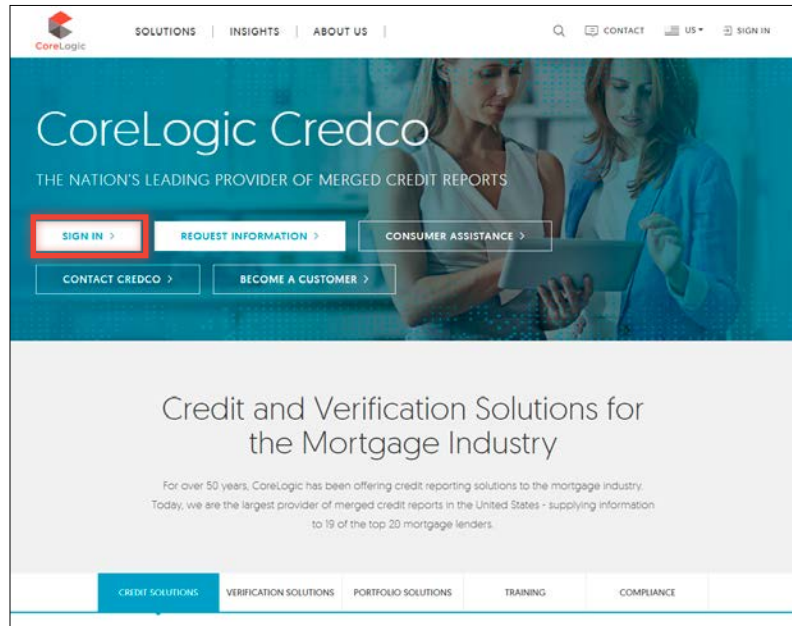 CoreLogic
SOLUTIONS | INSIGHTS | ABOUT US |
CONTACT US SIGN IN
CoreLogic Credco
THE NATION'S LEADING PROVIDER OF MERGED CREDIT REPORTS
SIGN IN > REQUEST INFORMATION > CONSUMER ASSISTANCE >
CONTACT CREDCO > BECOME A CUSTOMER >
Credit and Verification Solutions for
the Mortgage Industry
For over 50 years, CoreLogic has been offering credit reporting solutions to the mortgage industry.
Today, we are the largest provider of merged credit reports in the United States - supplying information
to 19 of the top 20 mortgage lenders.
CREDIT SOLUTIONS VERIFICATION SOLUTIONS PORTFOLIO SOLUTIONS TRAINING COMPLIANCE